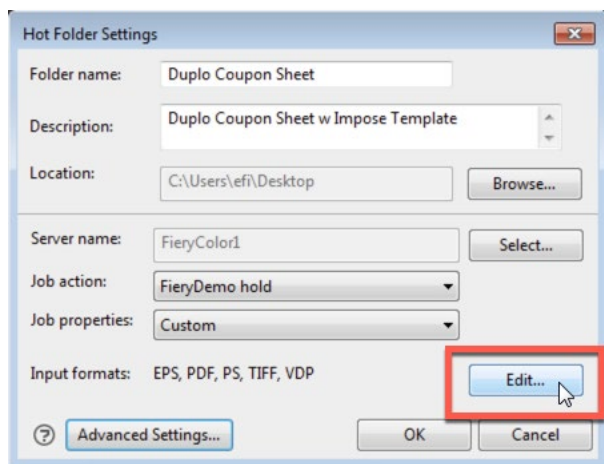 Hot Folder Settings
Folder name: Duplo Coupon Sheet
Description: Duplo Coupon Sheet w Impose Template
Location: C:\Users\efi\Desktop Browse...
Server name: FieryColor1 Select...
Job action: FieryDemo hold
Job properties: Custom
Input formats: EPS, PDF, PS, TIFF, VDP Edit...
? Advanced Settings... OK Cancel